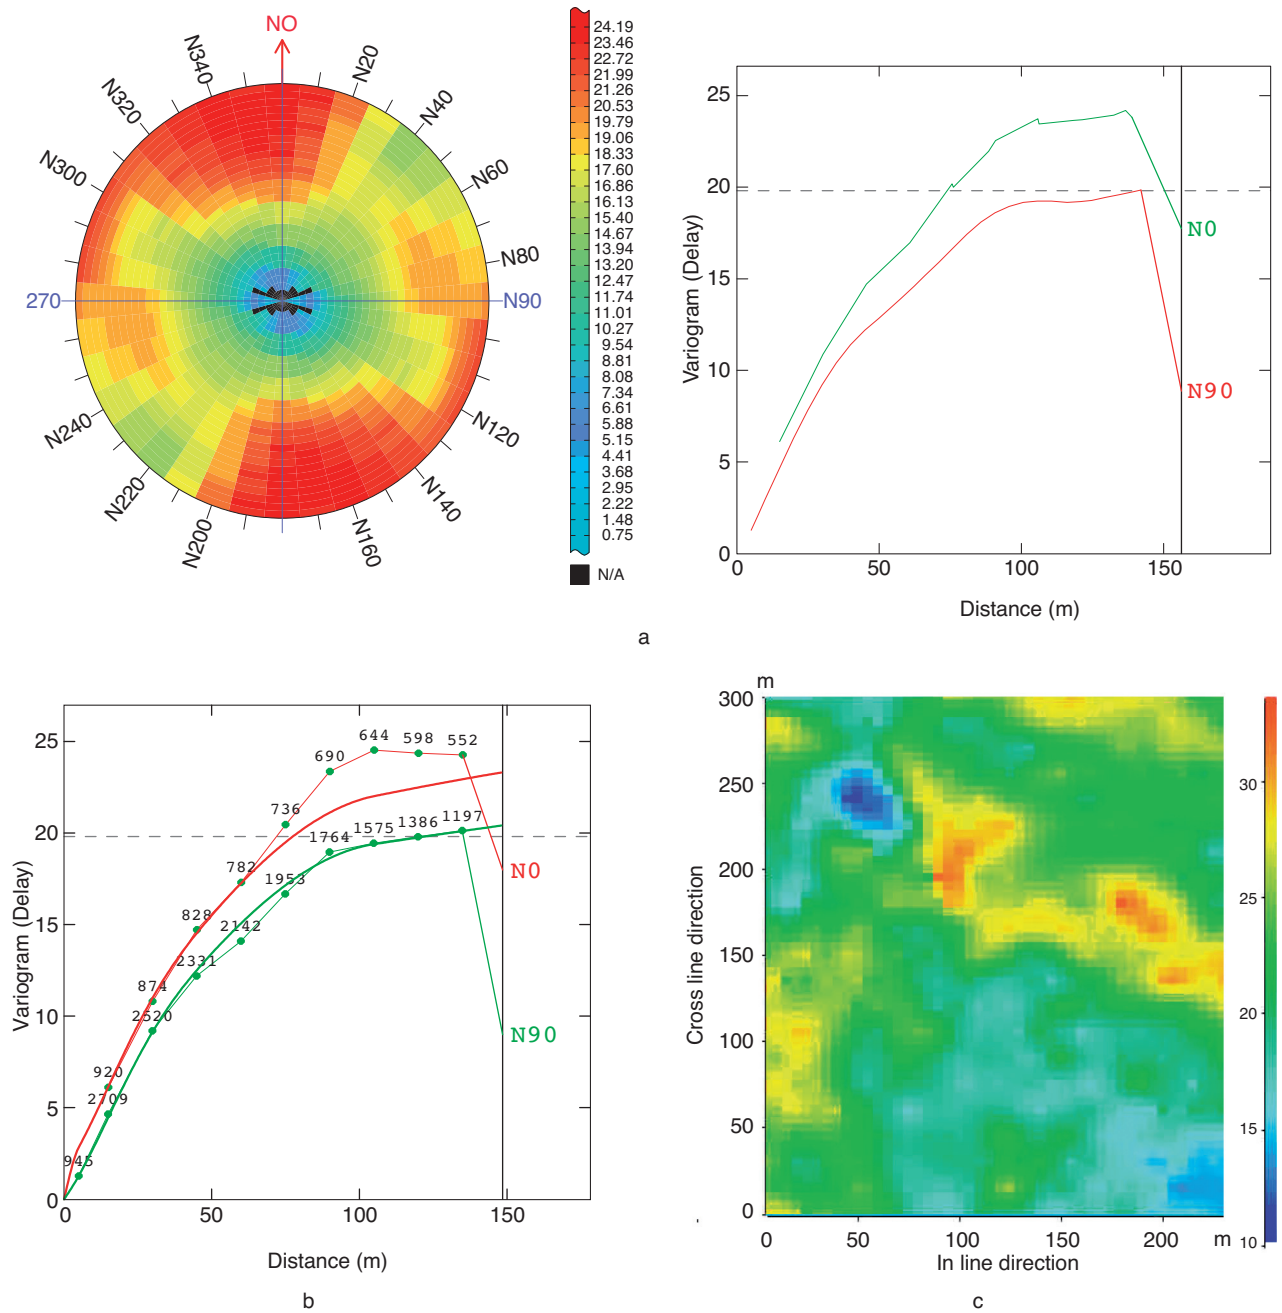 NO
N20
N40
N60
N80
N90
N120
N140
N160
N200
N220
N240
270
N300
N320
N340
24.19
23.46
22.72
21.99
21.26
20.53
19.79
19.06
18.33
17.60
16.86
16.13
15.40
14.67
13.94
13.20
12.47
11.74
11.01
10.27
9.54
8.81
8.08
7.34
6.61
5.88
5.15
4.41
3.68
2.95
2.22
1.48
0.75
N/A
Variogram (Delay)
25
20
15
10
5
0
0 50 100 150
Distance (m)
N0
N90
a
Variogram (Delay)
25
20
15
10
5
0
0 50 100 150
Distance (m)
945
920
2709
874
2520
828
2331
782
2142
736
1953
690
1764
644
1575
598
1386
552
1197
N0
N90
b
m
300
250
200
150
100
50
0
Cross line direction
0 50 100 150 200 m
In line direction
30
25
20
15
10
c